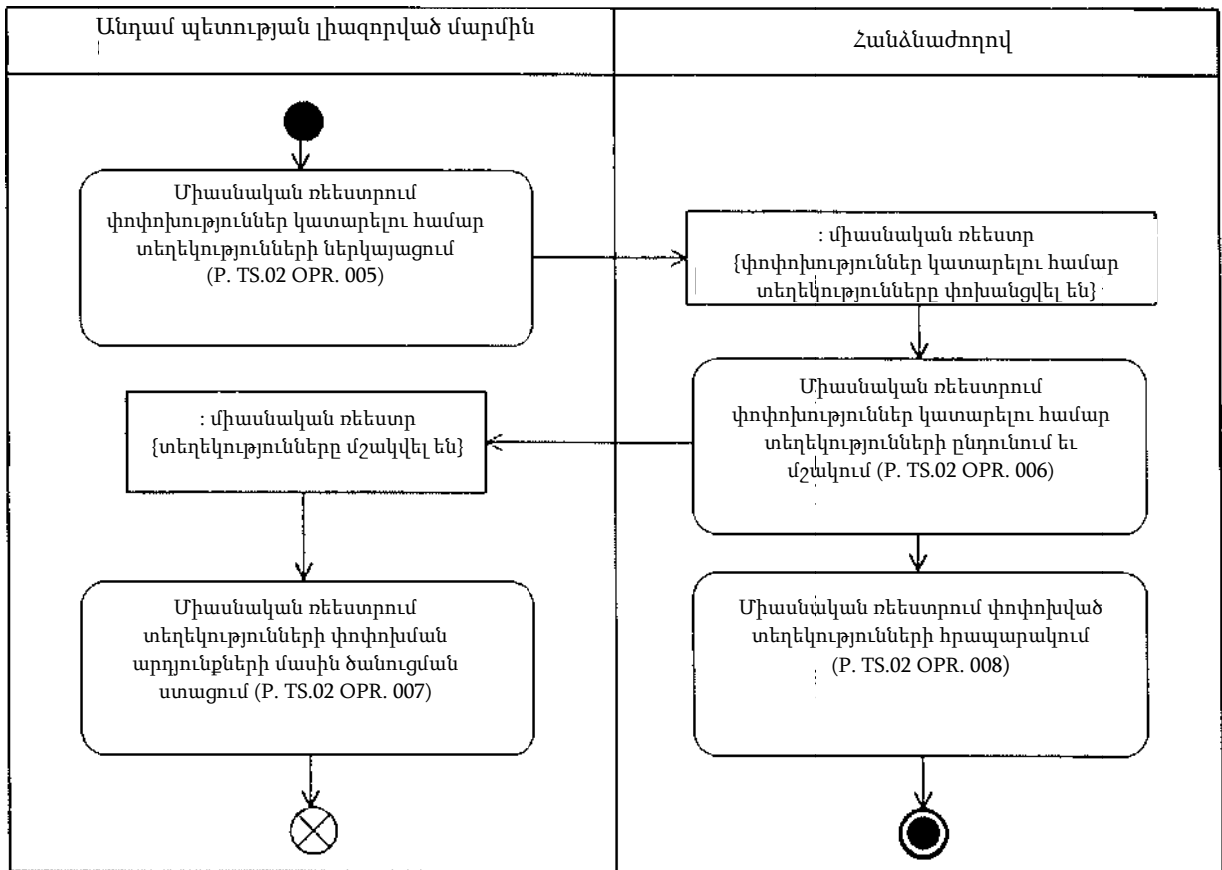 Անդամ պետության լիազորված մարմին
Հանձնաժողով
Միասնական ռեեստրում
փոփոխություններ կատարելու համար
տեղեկությունների ներկայացում
(P. TS.02 OPR. 005)
: միասնական ռեեստր
{փոփոխություններ կատարելու համար
տեղեկությունները փոխանցվել են}
Միասնական ռեեստրում
փոփոխություններ կատարելու համար
տեղեկությունների ընդունում եւ
մշակում (P. TS.02 OPR. 006)
: միասնական ռեեստր
{տեղեկությունները մշակվել են}
Միասնական ռեեստրում
տեղեկությունների փոփոխման
արդյունքների մասին ծանուցման
ստացում (P. TS.02 OPR. 007)
Միասնական ռեեստրում փոփոխված
տեղեկությունների հրապարակում
(P. TS.02 OPR. 008)